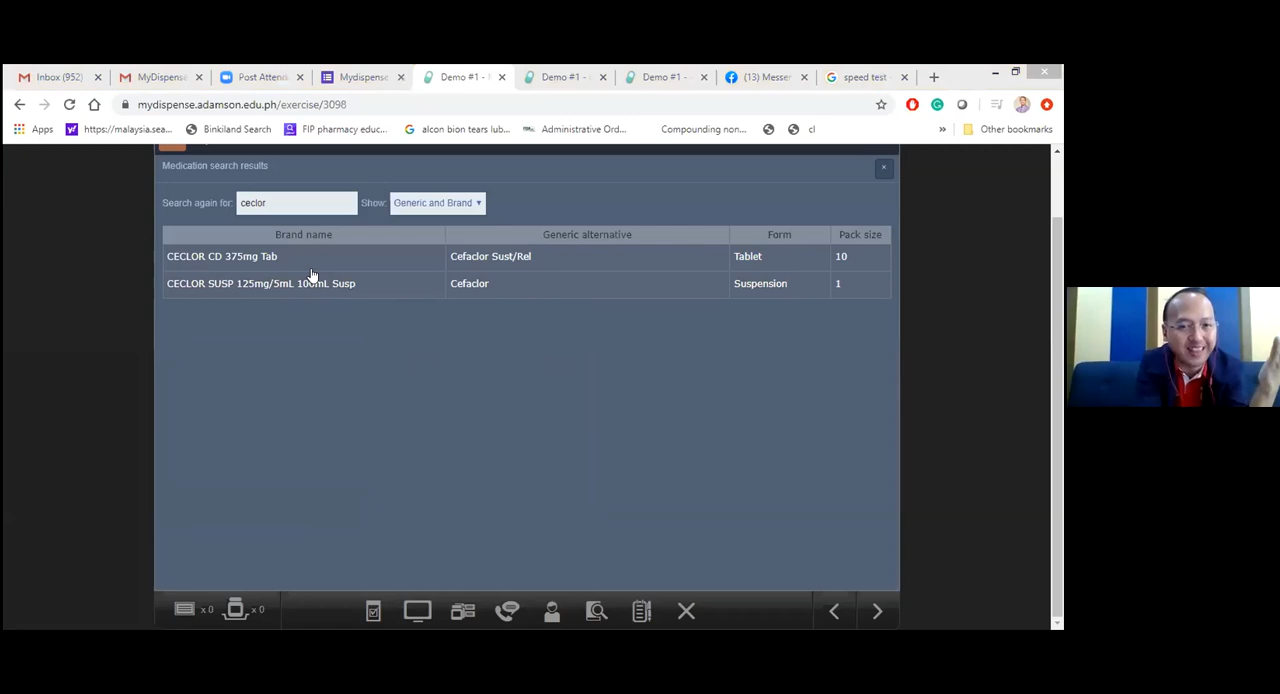 Inbox (952)
MyDispense
Post Attend
Mydispense
Demo #1 -
Demo #1 -
Demo #1 -
(13) Messer
speed test
mydispense.adamson.edu.ph/exercise/3098
Apps
https://malaysia.sea...
Binkiland Search
FIP pharmacy educ...
alcon bion tears lub...
Administrative Ord...
Compounding non...
cl
»
Other bookmarks
Medication search results
Search again for: ceclor Show: Generic and Brand
Brand name Generic alternative Form Pack size
CECLOR CD 375mg Tab Cefaclor Sust/Rel Tablet 10
CECLOR SUSP 125mg/5mL 100mL Susp Cefaclor Suspension 1
x 0 x 0